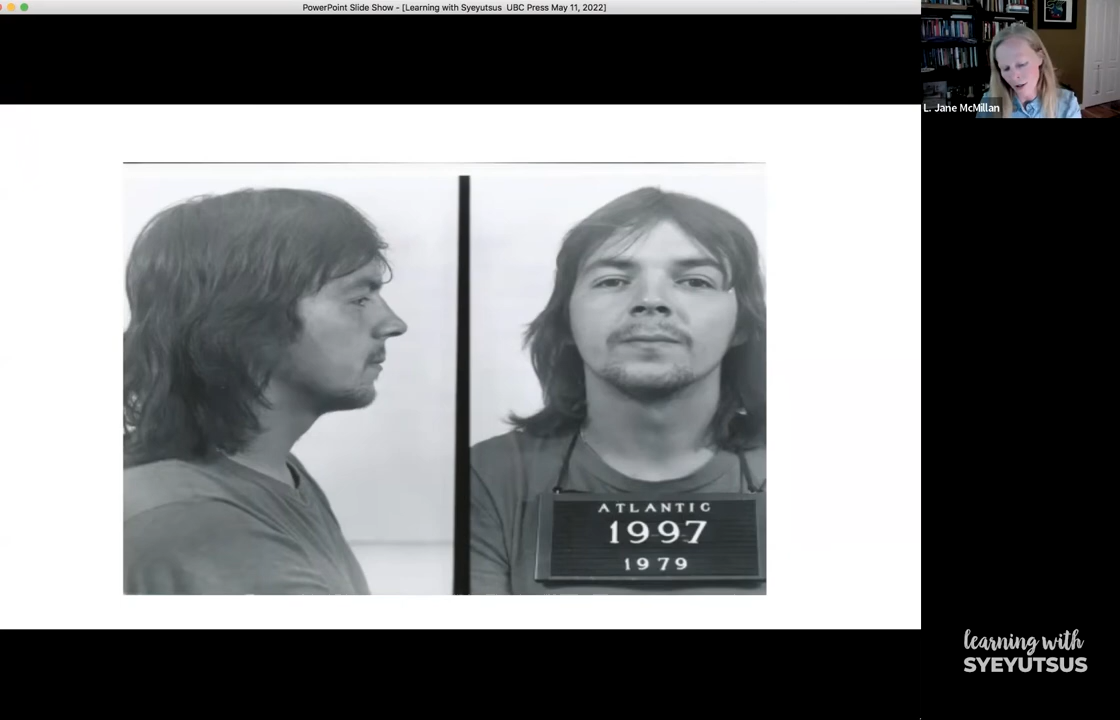 PowerPoint Slide Show - [Learning with Syeyutsus  UBC Press May 11, 2022]
L. Jane McMillan
ATLANTIC
1997
1979
learning with
SYEYUTSUS